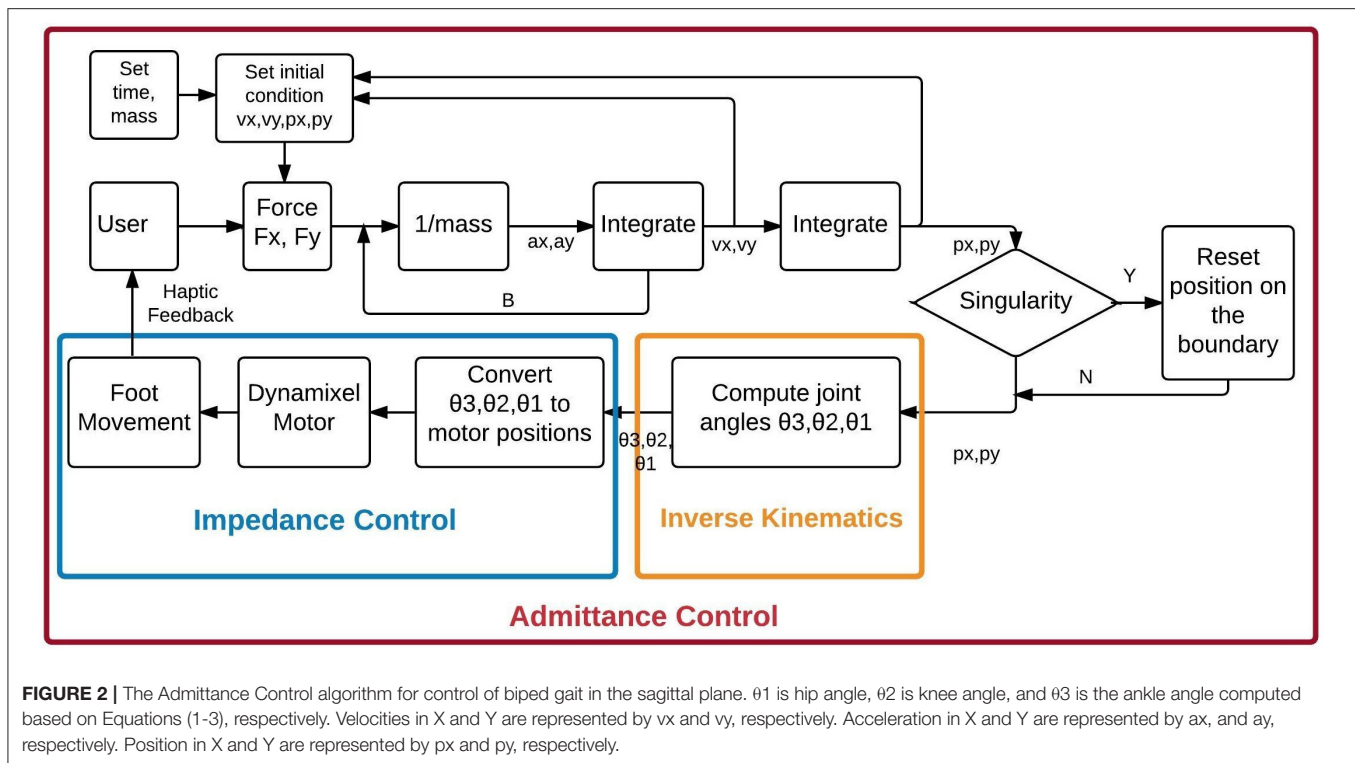 Set
time,
mass
Set initial
condition
vx,vy,px,py
User
Force
Fx, Fy
1/mass
ax,ay
Integrate
vx,vy
Integrate
px,py
B
Singularity
Y
Reset
position on
the
boundary
N
px,py
Haptic
Feedback
Foot
Movement
Dynamixel
Motor
Convert
θ3,θ2,θ1 to
motor positions
θ3,θ2,
θ1
Compute joint
angles θ3,θ2,θ1
Impedance Control
Inverse Kinematics
Admittance Control
FIGURE 2 | The Admittance Control algorithm for control of biped gait in the sagittal plane. θ1 is hip angle, θ2 is knee angle, and θ3 is the ankle angle computed
based on Equations (1-3), respectively. Velocities in X and Y are represented by vx and vy, respectively. Acceleration in X and Y are represented by ax, and ay,
respectively. Position in X and Y are represented by px and py, respectively.